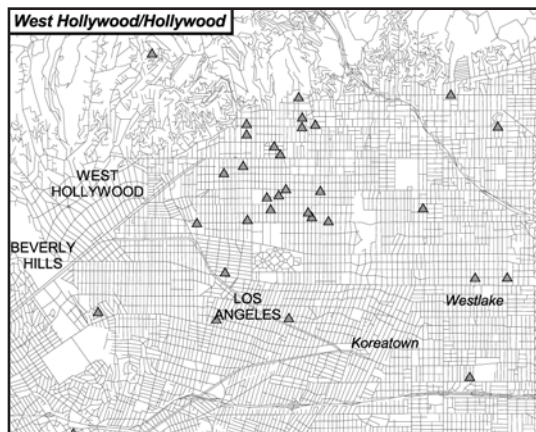 West Hollywood/Hollywood
WEST
HOLLYWOOD
BEVERLY
HILLS
LOS
ANGELES
Westlake
Koreatown